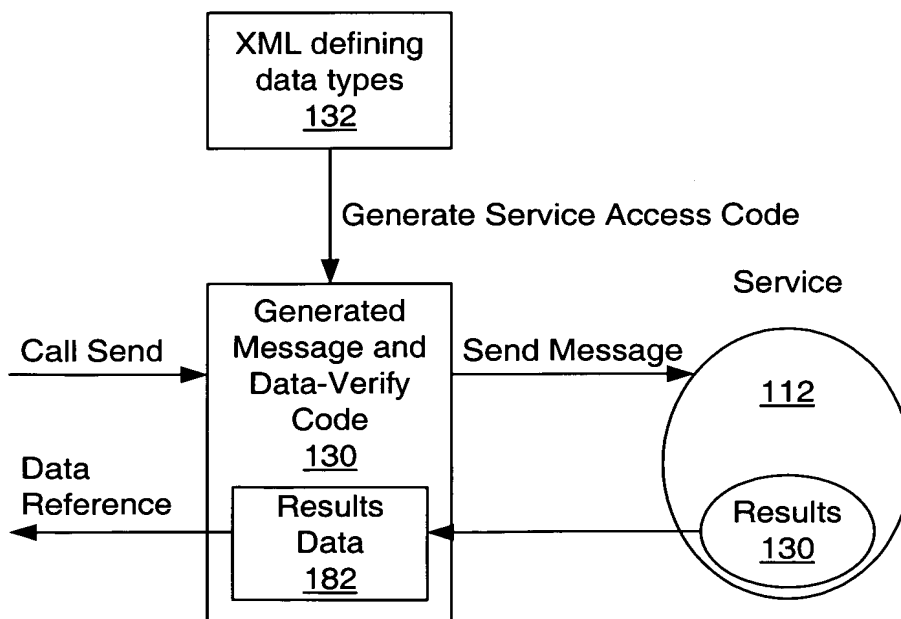 XML defining
data types
132
Generate Service Access Code
Service
Generated
Message and
Data-Verify
Code
130
Call Send
Send Message
112
Data
Reference
Results
Data
182
Results
130